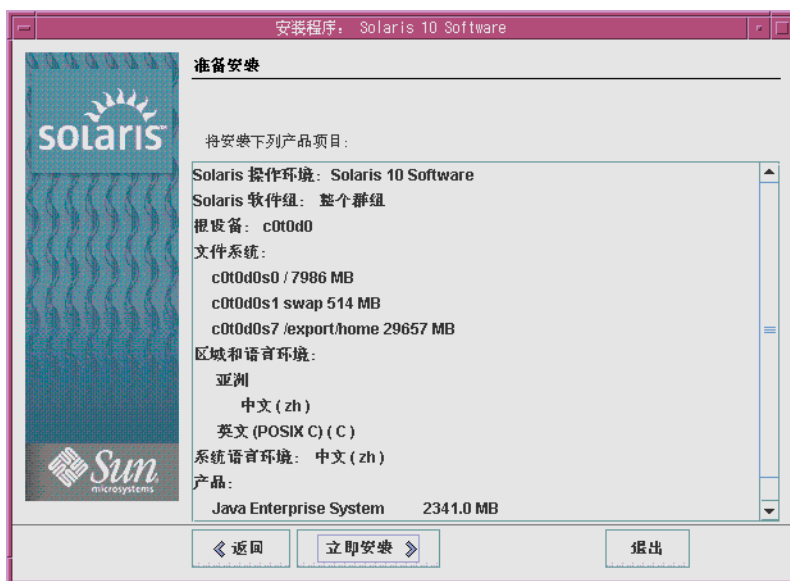 安装程序： Solaris 10 Software
准备安装
solaris
将安装下列产品项目:
Solaris 操作环境: Solaris 10 Software
Solaris 软件组: 整个群组
根设备: c0t0d0
文件系统:
c0t0d0s0 / 7986 MB
c0t0d0s1 swap 514 MB
c0t0d0s7 /export/home 29657 MB
区域和语言环境:
亚洲
中文 ( zh )
英文 (POSIX C) ( C )
系统语言环境: 中文 ( zh )
产品:
Java Enterprise System 2341.0 MB
Sun
microsystems
返回
立即安装
退出